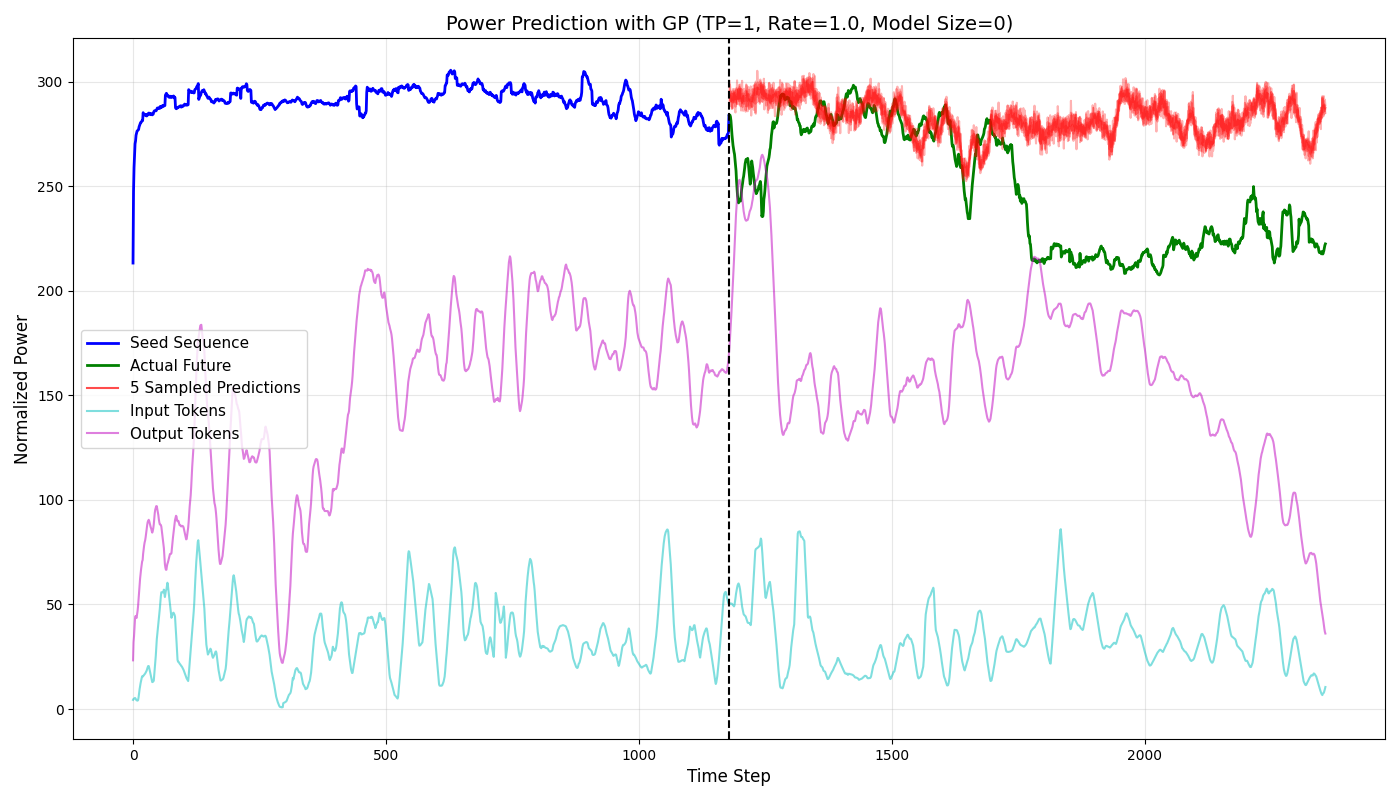 Power Prediction with GP (TP=1, Rate=1.0, Model Size=0)
Normalized Power
300
250
200
150
100
50
0
Seed Sequence
Actual Future
5 Sampled Predictions
Input Tokens
Output Tokens
0 500 1000 1500 2000
Time Step